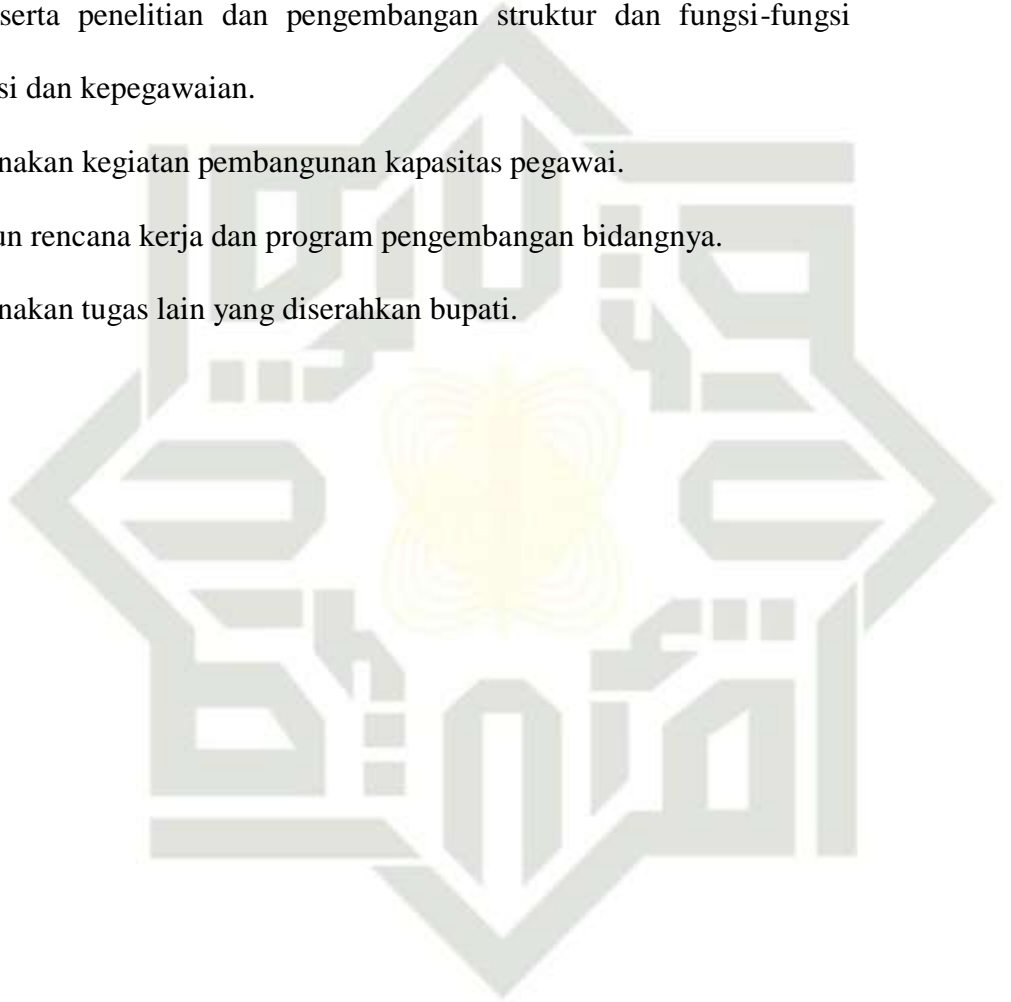 serta penelitian dan pengembangan struktur dan fungsi-fungsi
si dan kepegawaian.
nakan kegiatan pembangunan kapasitas pegawai.
un rencana kerja dan program pengembangan bidangnya.
nakan tugas lain yang diserahkan bupati.